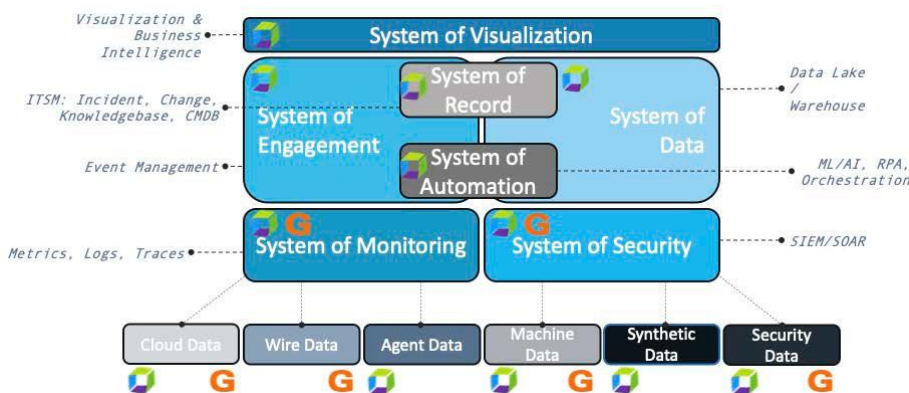 Visualization &
Business
Intelligence
System of Visualization
System of
Record
Data Lake
/
Warehouse
ITSM: Incident, Change,
Knowledgebase, CMDB
System of
Engagement
System of
Data
Event Management
System of
Automation
ML/AI, RPA,
Orchestration
G
G
System of Monitoring
System of Security
Metrics, Logs, Traces
SIEM/SOAR
Cloud Data
Wire Data
Agent Data
Machine
Data
Synthetic
Data
Security
Data
G
G
G
G